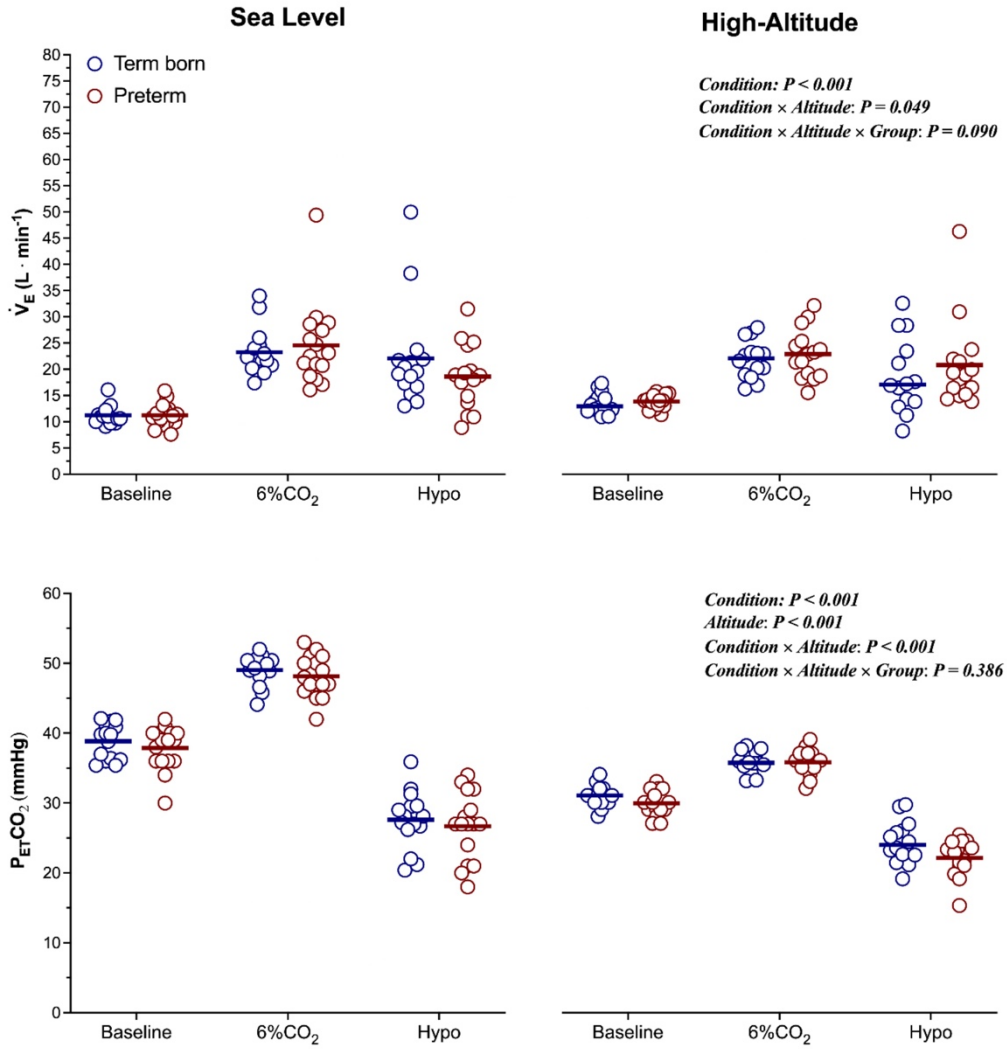 Sea Level
High-Altitude
Term born
Preterm
Condition: P < 0.001
Condition × Altitude: P = 0.049
Condition × Altitude × Group: P = 0.090
V̇E (L · min⁻¹)
80
75
70
65
60
55
50
45
40
35
30
25
20
15
10
5
0
Baseline
6%CO₂
Hypo
Baseline
6%CO₂
Hypo
Condition: P < 0.001
Altitude: P < 0.001
Condition × Altitude: P < 0.001
Condition × Altitude × Group: P = 0.386
PETCO₂ (mmHg)
60
50
40
30
20
10
0
Baseline
6%CO₂
Hypo
Baseline
6%CO₂
Hypo